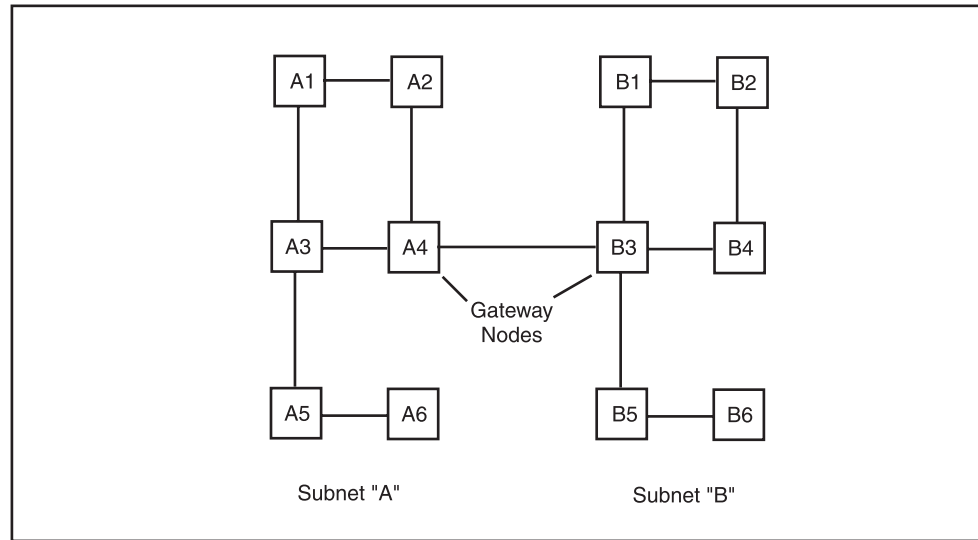 A1 A2 B1 B2
A3 A4 B3 B4
Gateway
Nodes
A5 A6 B5 B6
Subnet "A" Subnet "B"